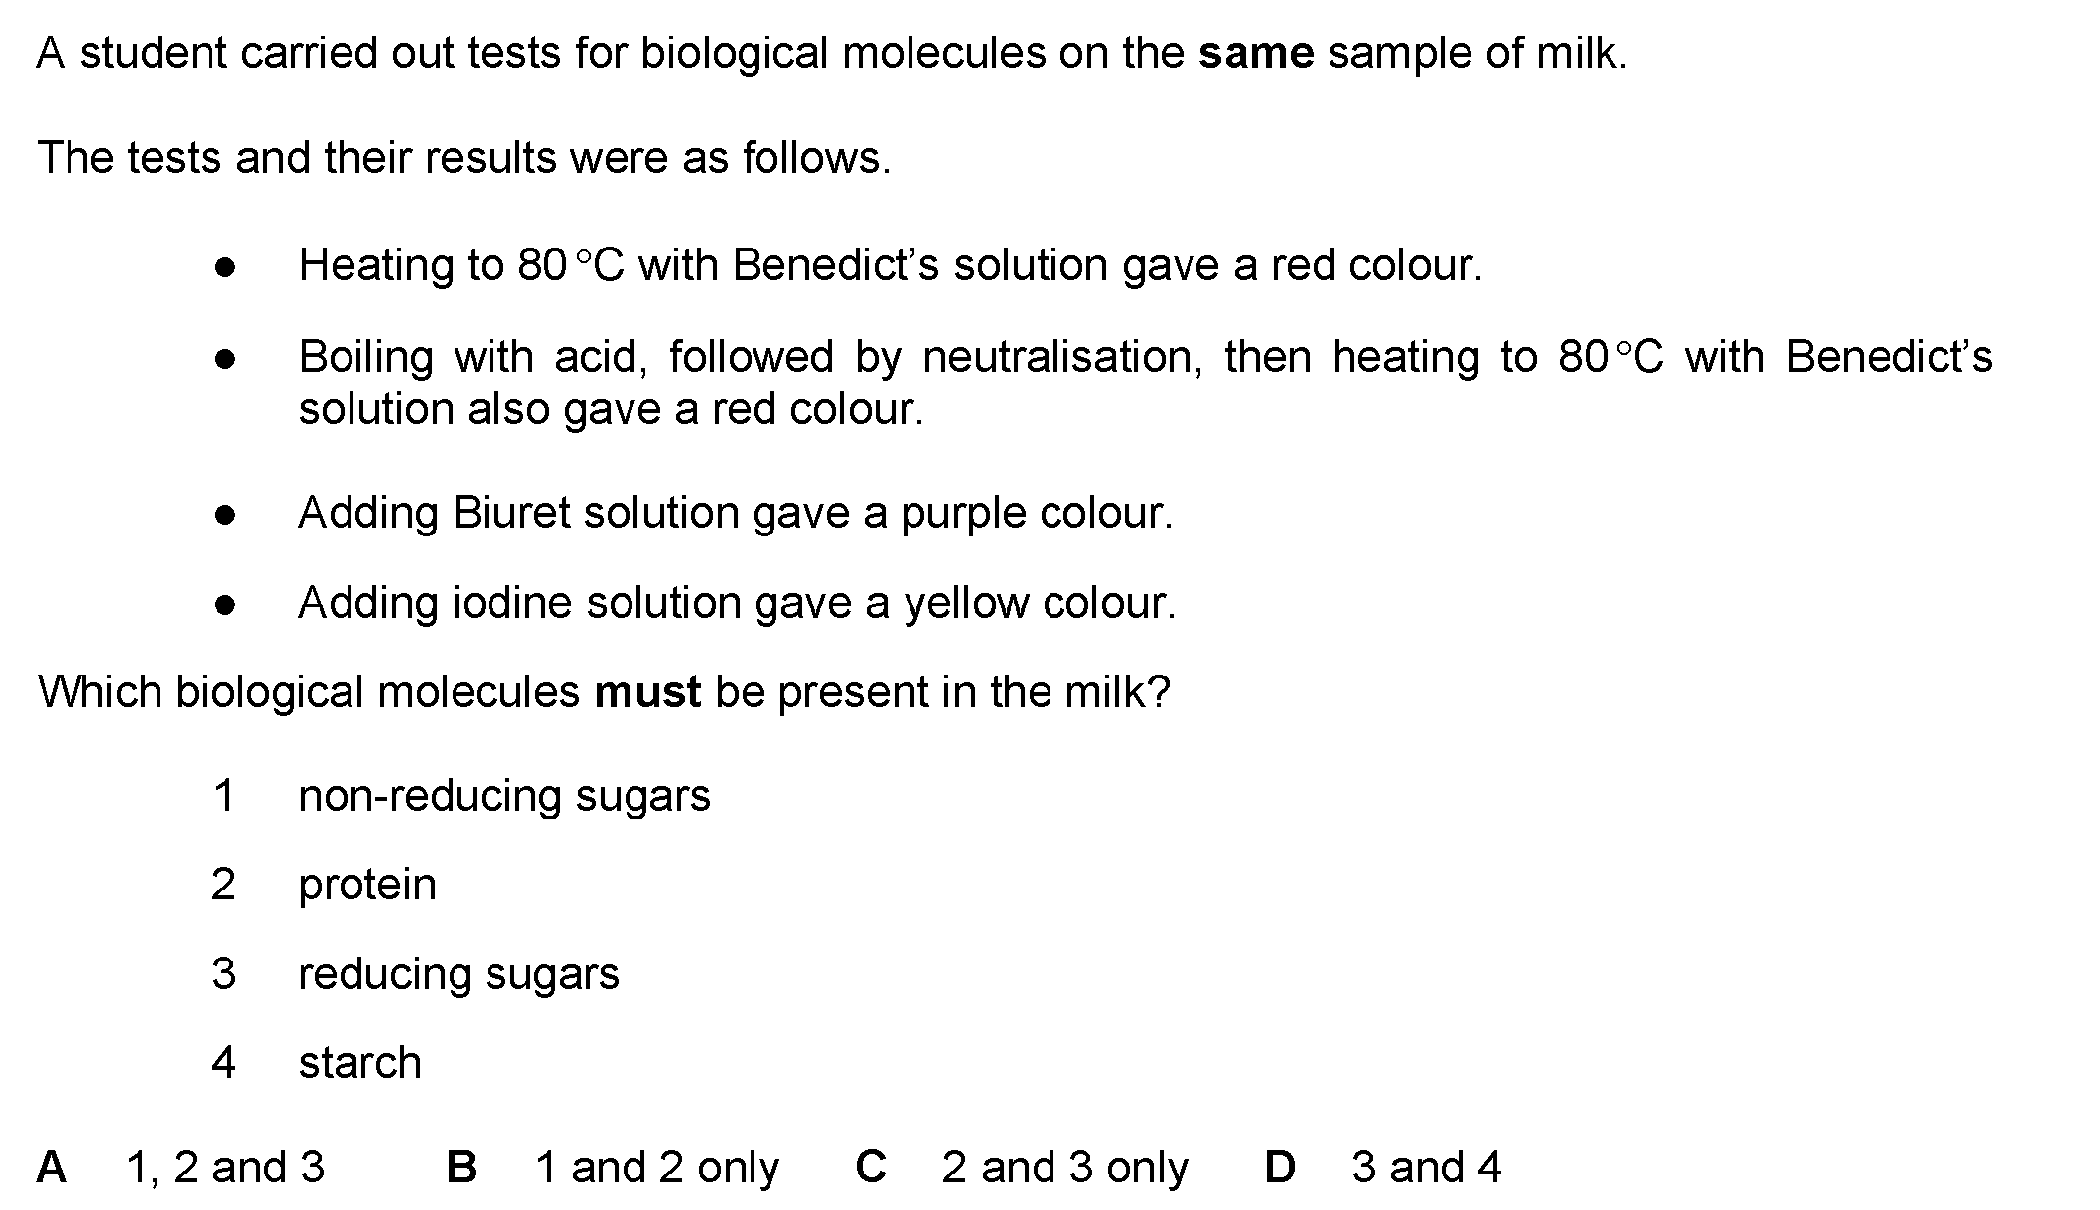 A student carried out tests for biological molecules on the same sample of milk.
The tests and their results were as follows.
● Heating to 80 °C with Benedict’s solution gave a red colour.
● Boiling with acid, followed by neutralisation, then heating to 80 °C with Benedict’s
solution also gave a red colour.
● Adding Biuret solution gave a purple colour.
● Adding iodine solution gave a yellow colour.
Which biological molecules must be present in the milk?
1 non-reducing sugars
2 protein
3 reducing sugars
4 starch
A 1, 2 and 3 B 1 and 2 only C 2 and 3 only D 3 and 4